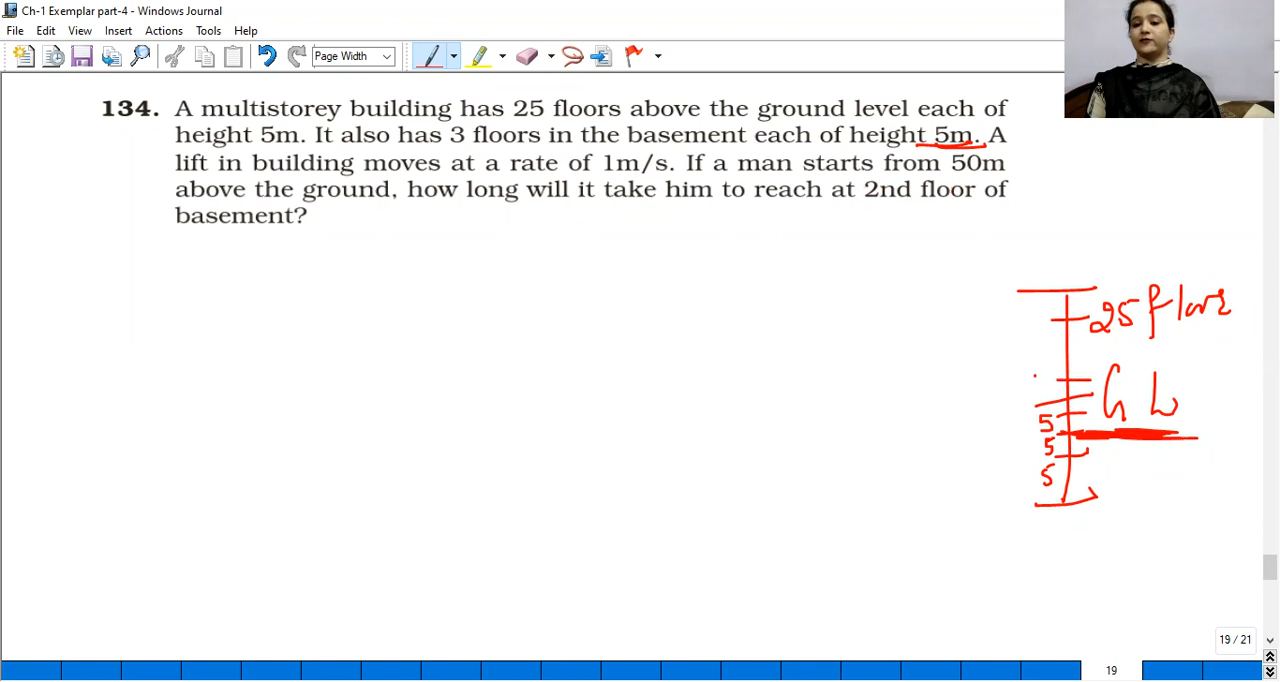 Ch-1 Exemplar part-4 - Windows Journal
File Edit View Insert Actions Tools Help
Page Width
134. A multistorey building has 25 floors above the ground level each of
height 5m. It also has 3 floors in the basement each of height 5m. A
lift in building moves at a rate of 1m/s. If a man starts from 50m
above the ground, how long will it take him to reach at 2nd floor of
basement?
25 floors
G L
5
5
5
19 / 21
19